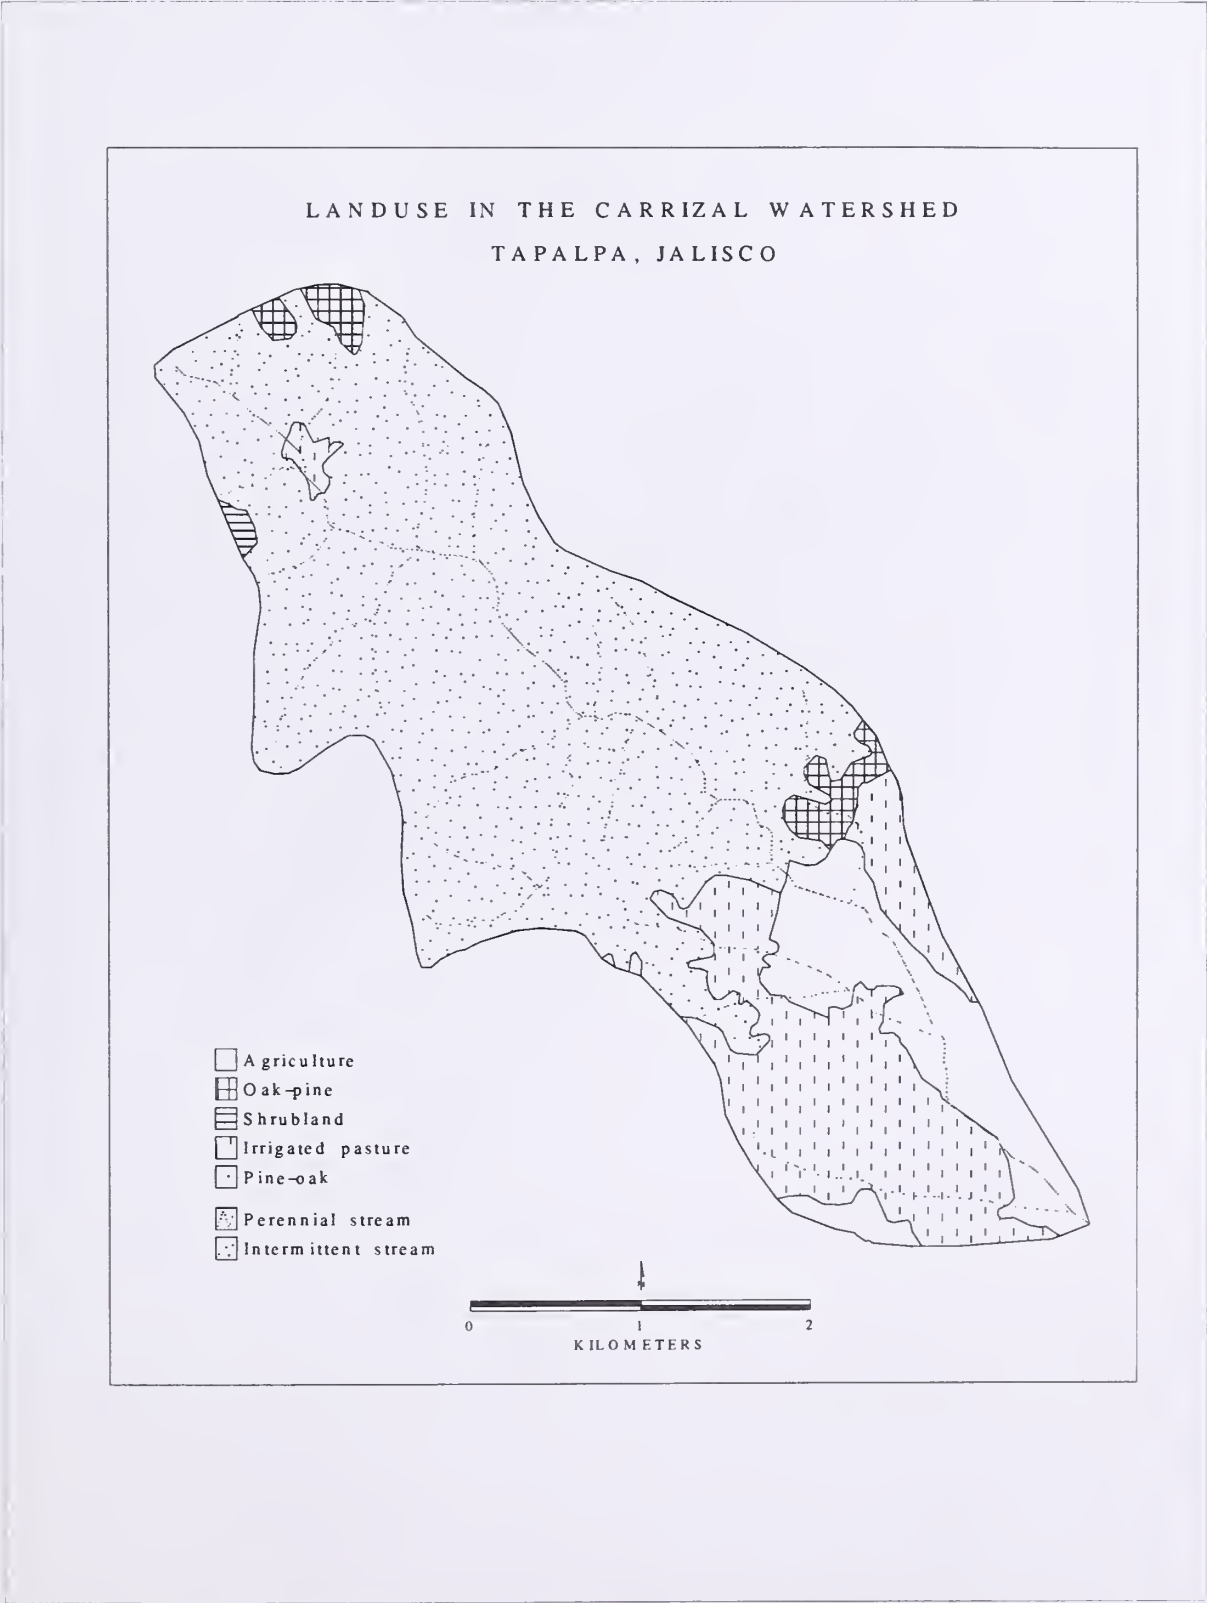 LANDUSE IN THE CARRIZAL WATERSHED
TAPALPA, JALISCO
Agriculture
Oak-pine
Shrubland
Irrigated pasture
Pine-oak
Perennial stream
Intermittent stream
0 1 2
KILOMETERS